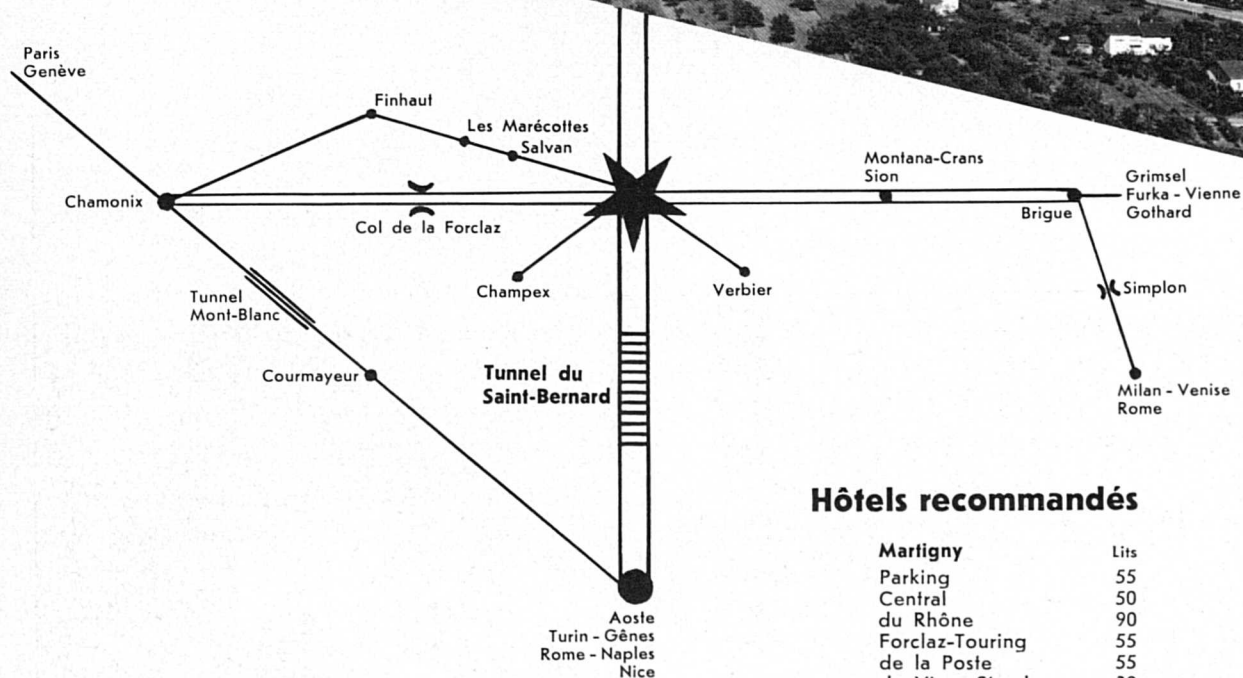 Paris
Genève
Finhaut
Les Marécottes
Salvan
Montana-Crans
Sion
Grimsel
Furka - Vienne
Gothard
Chamonix
Brigue
Col de la Forclaz
Champex
Verbier
Simplon
Tunnel
Mont-Blanc
Courmayeur
Tunnel du
Saint-Bernard
Milan - Venise
Rome
Aoste
Turin - Gênes
Rome - Naples
Nice
Hôtels recommandés
Martigny Lits
Parking 55
Central 50
du Rhône 90
Forclaz-Touring 55
de la Poste 55